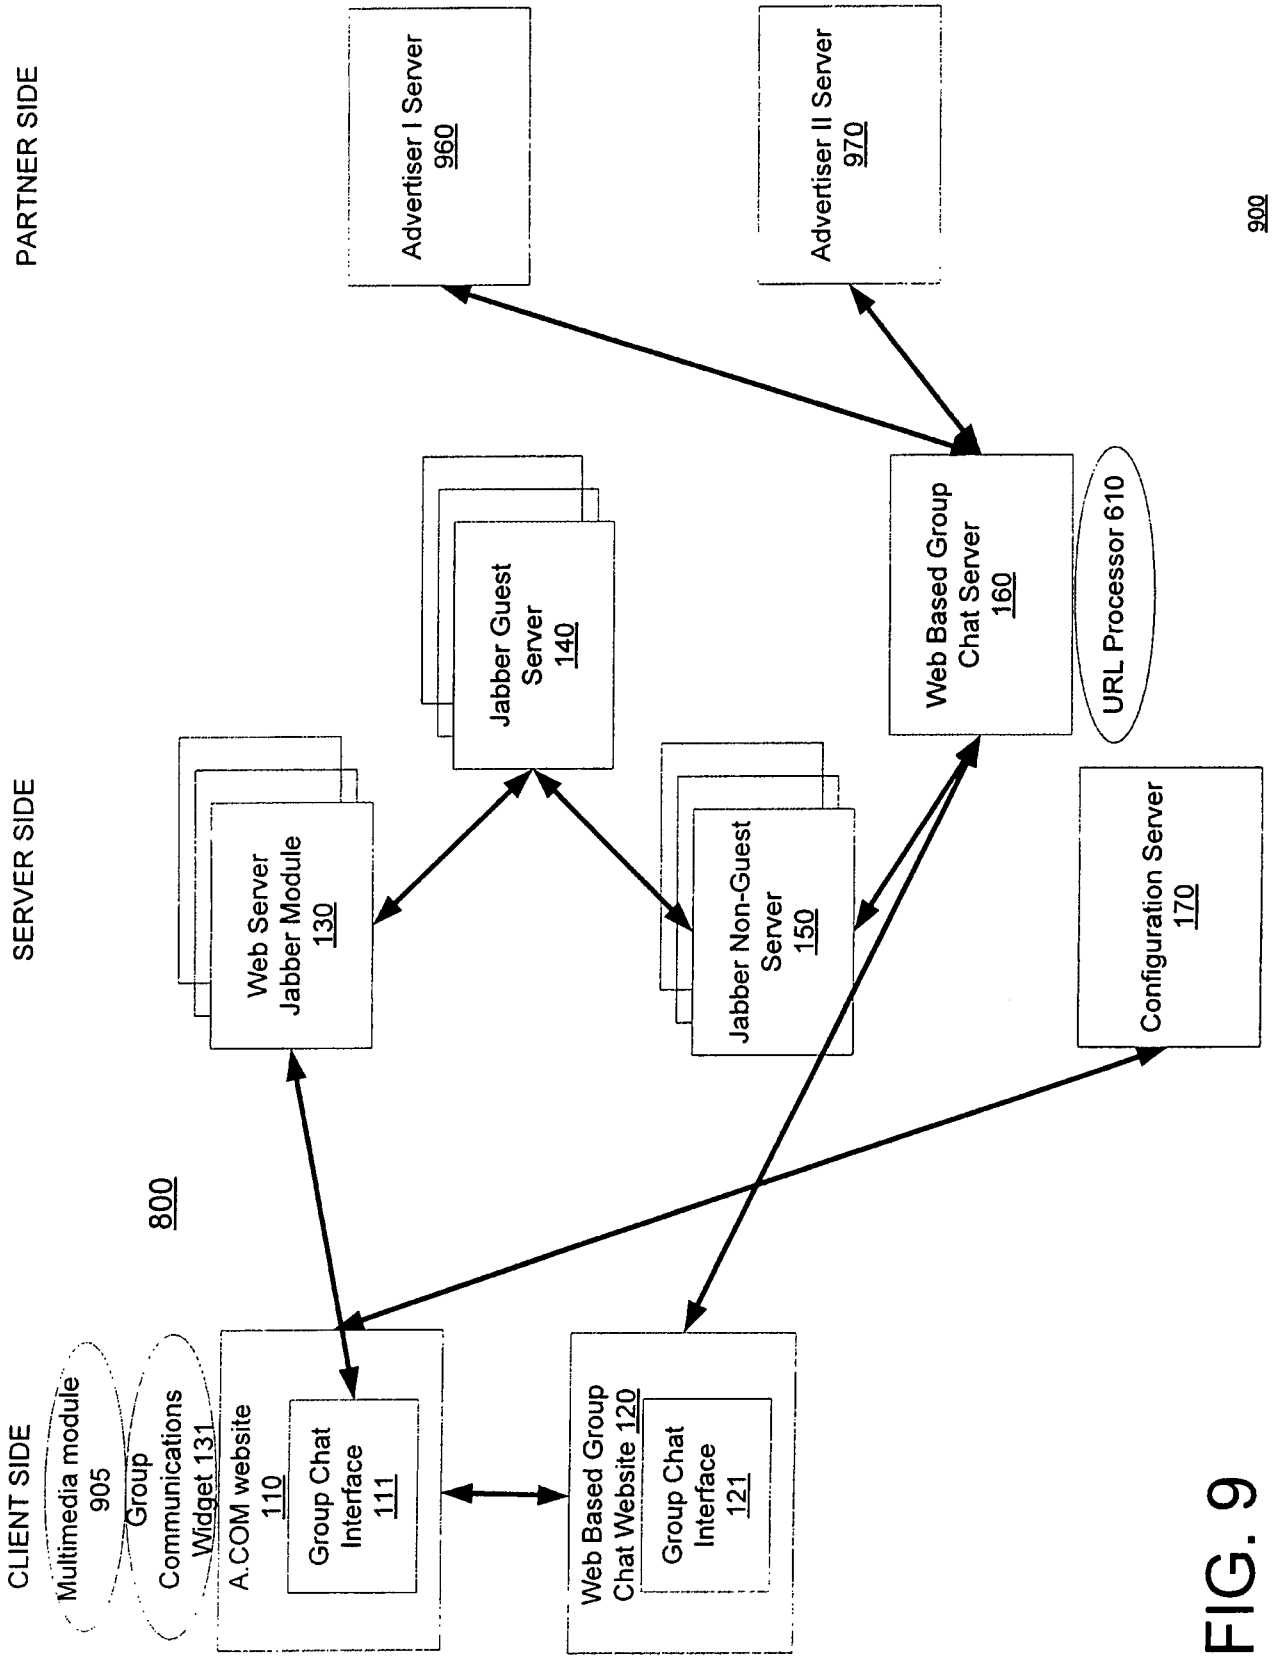 CLIENT SIDE
SERVER SIDE
PARTNER SIDE
Multimedia module
905
Group
Communications
Widget 131
800
A.COM website
110
Group Chat
Interface
111
Web Based Group
Chat Website 120
Group Chat
Interface
121
Web Server
Jabber Module
130
Jabber Guest
Server
140
Jabber Non-Guest
Server
150
Web Based Group
Chat Server
160
URL Processor 610
Configuration Server
170
Advertiser I Server
960
Advertiser II Server
970
FIG. 9
900